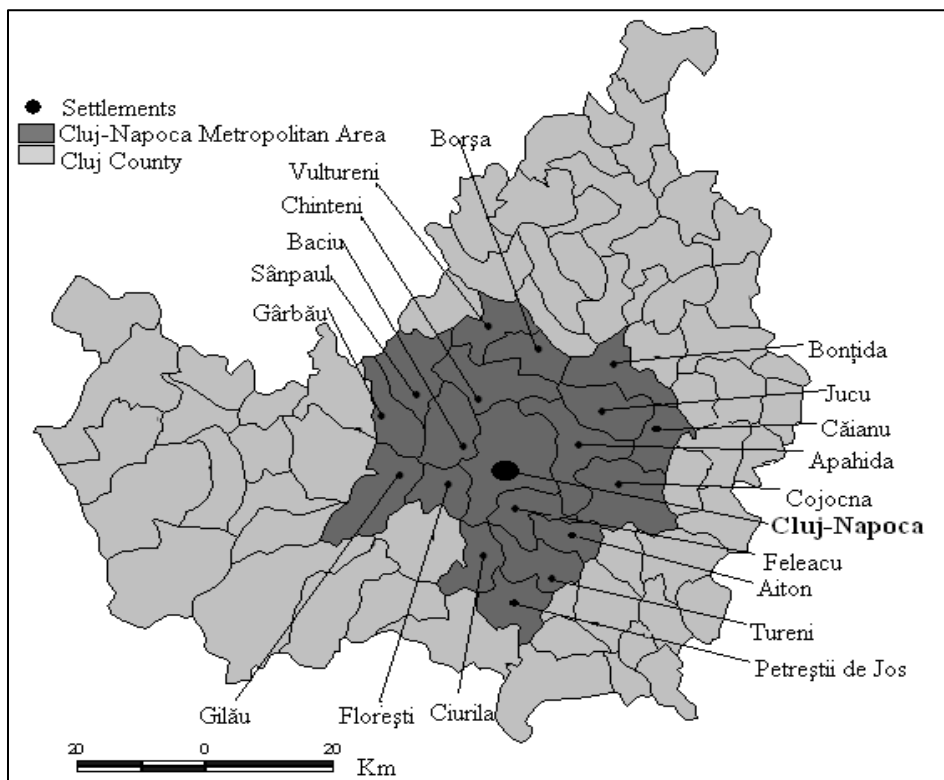 Settlements
Cluj-Napoca Metropolitan Area
Cluj County
Borşa
Vultureni
Chinteni
Baciu
Sânpaul
Gârbău
Bonţida
Jucu
Căianu
Apahida
Cojocna
Cluj-Napoca
Feleacu
Aiton
Tureni
Petreştii de Jos
Gilău
Floreşti
Ciurila
20 0 20
Km